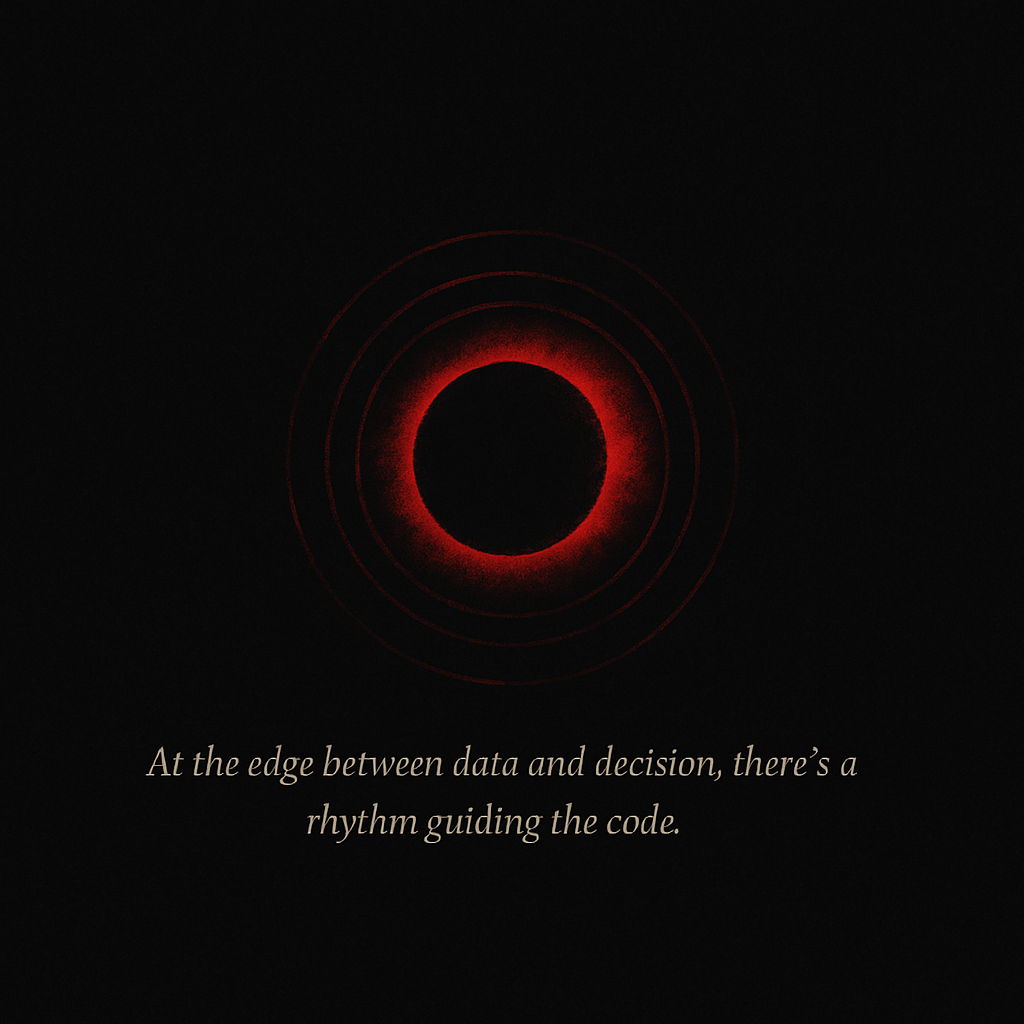 At the edge between data and decision, there’s a
rhythm guiding the code.